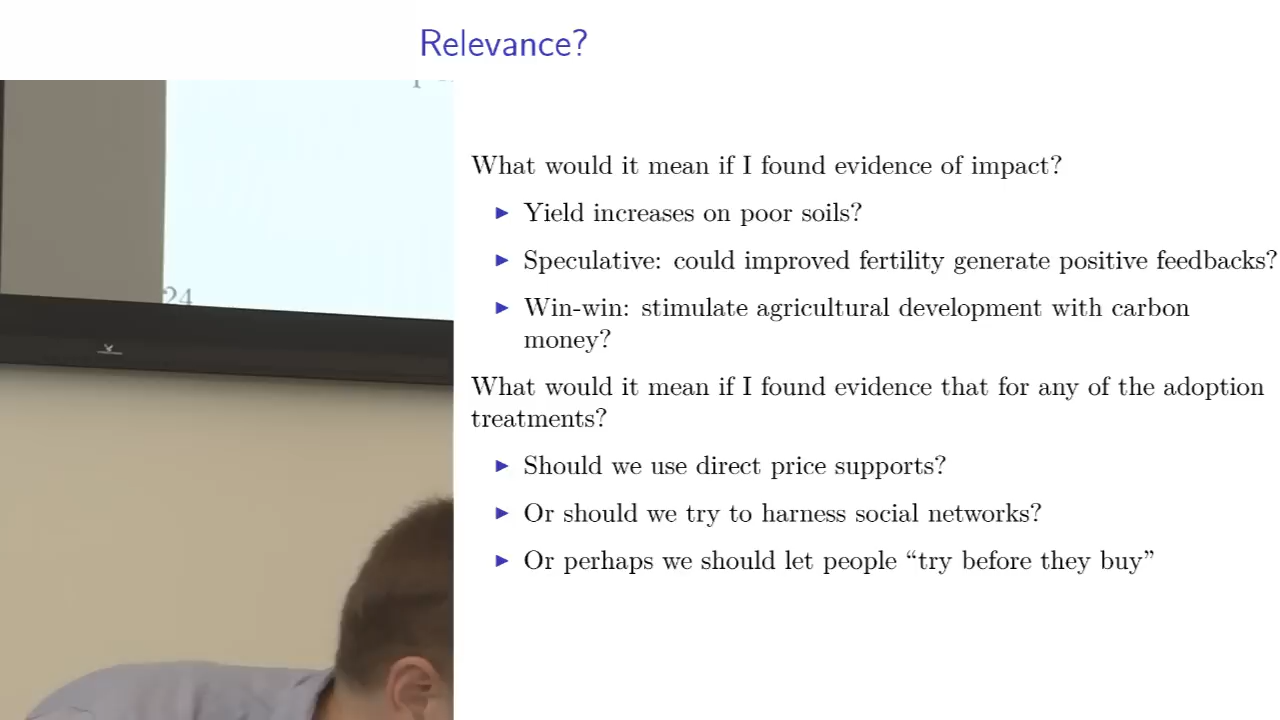 Relevance?
What would it mean if I found evidence of impact?
▶ Yield increases on poor soils?
▶ Speculative: could improved fertility generate positive feedbacks?
▶ Win-win: stimulate agricultural development with carbon
money?
What would it mean if I found evidence that for any of the adoption
treatments?
▶ Should we use direct price supports?
▶ Or should we try to harness social networks?
▶ Or perhaps we should let people “try before they buy”
24